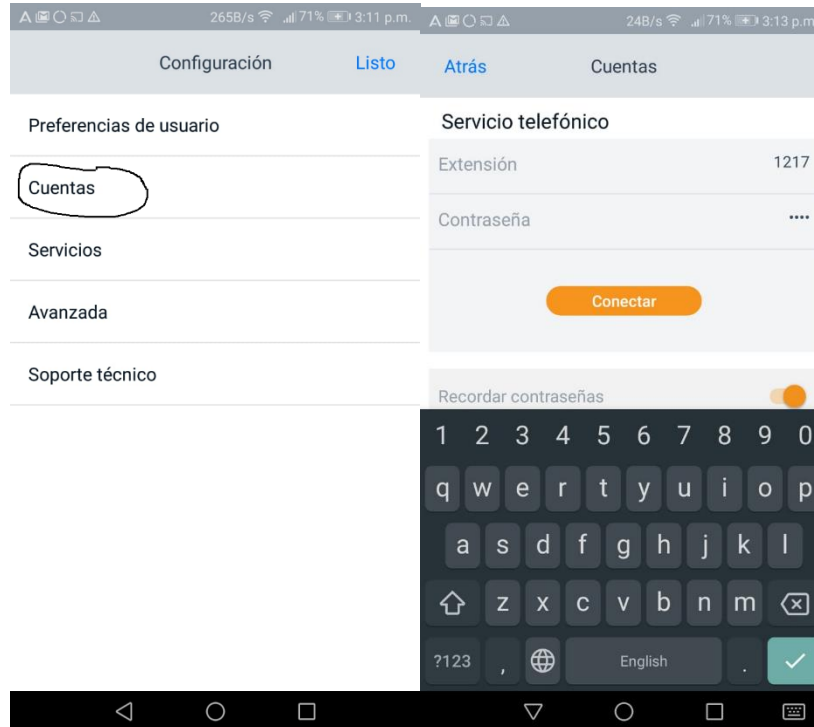 265B/s 71% 3:11 p.m.
Configuración Listo
Preferencias de usuario
Cuentas
Servicios
Avanzada
Soporte técnico
24B/s 71% 3:13 p.m
Atrás Cuentas
Servicio telefónico
Extensión 1217
Contraseña ····
Conectar
Recordar contraseñas
1 2 3 4 5 6 7 8 9 0
q w e r t y u i o p
a s d f g h j k l
z x c v b n m
?123 , English .